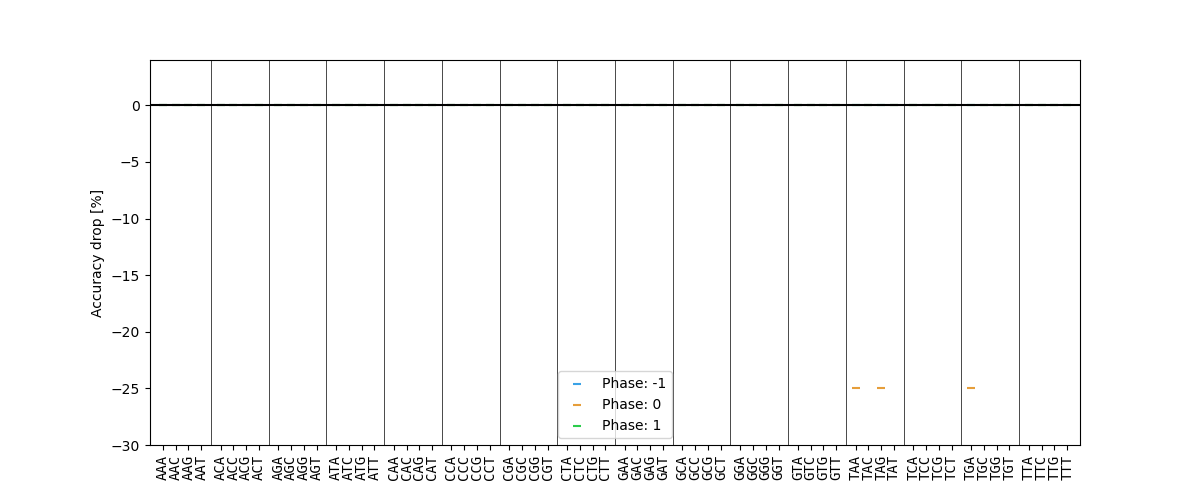 Accuracy drop [%]
0
−5
−10
−15
−20
−25
−30
Phase: -1
Phase: 0
Phase: 1
AAA
AAC
AAG
AAT
ACA
ACC
ACG
ACT
AGA
AGC
AGG
AGT
ATA
ATC
ATG
ATT
CAA
CAC
CAG
CAT
CCA
CCC
CCG
CCT
CGA
CGC
CGG
CGT
CTA
CTC
CTG
CTT
GAA
GAC
GAG
GAT
GCA
GCC
GCG
GCT
GGA
GGC
GGG
GGT
GTA
GTC
GTG
GTT
TAA
TAC
TAG
TAT
TCA
TCC
TCG
TCT
TGA
TGC
TGG
TGT
TTA
TTC
TTG
TTT